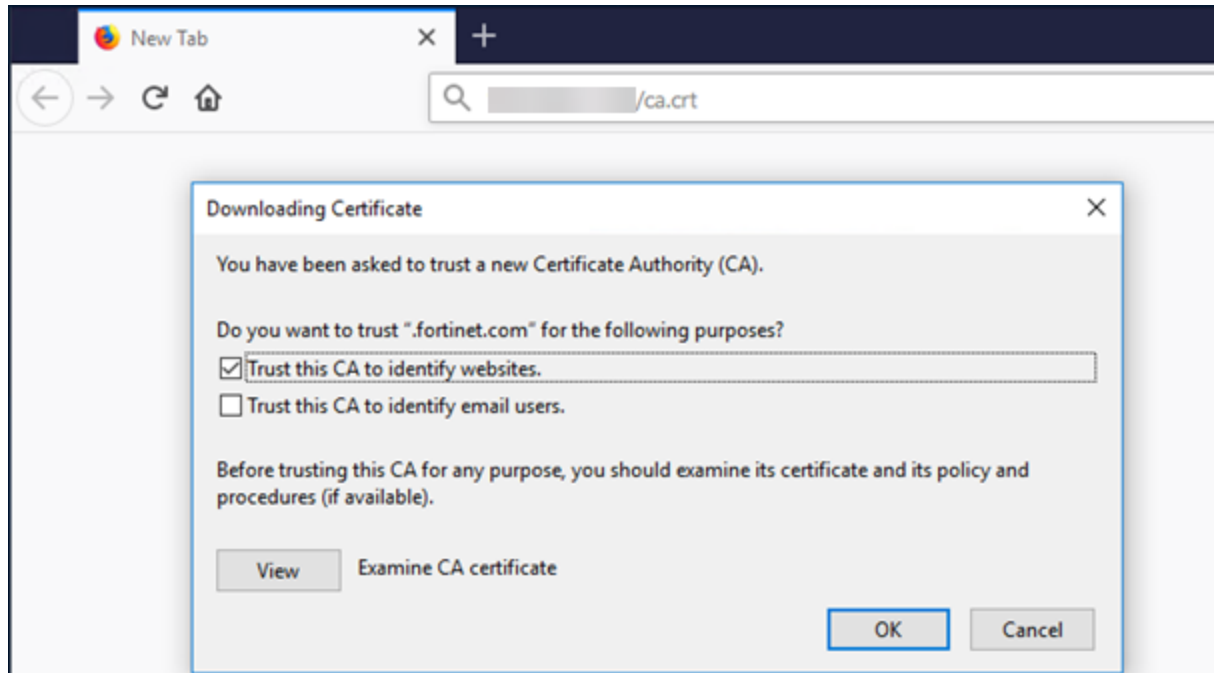 New Tab
/ca.crt
Downloading Certificate
You have been asked to trust a new Certificate Authority (CA).
Do you want to trust “.fortinet.com” for the following purposes?
Trust this CA to identify websites.
Trust this CA to identify email users.
Before trusting this CA for any purpose, you should examine its certificate and its policy and
procedures (if available).
View Examine CA certificate
OK Cancel